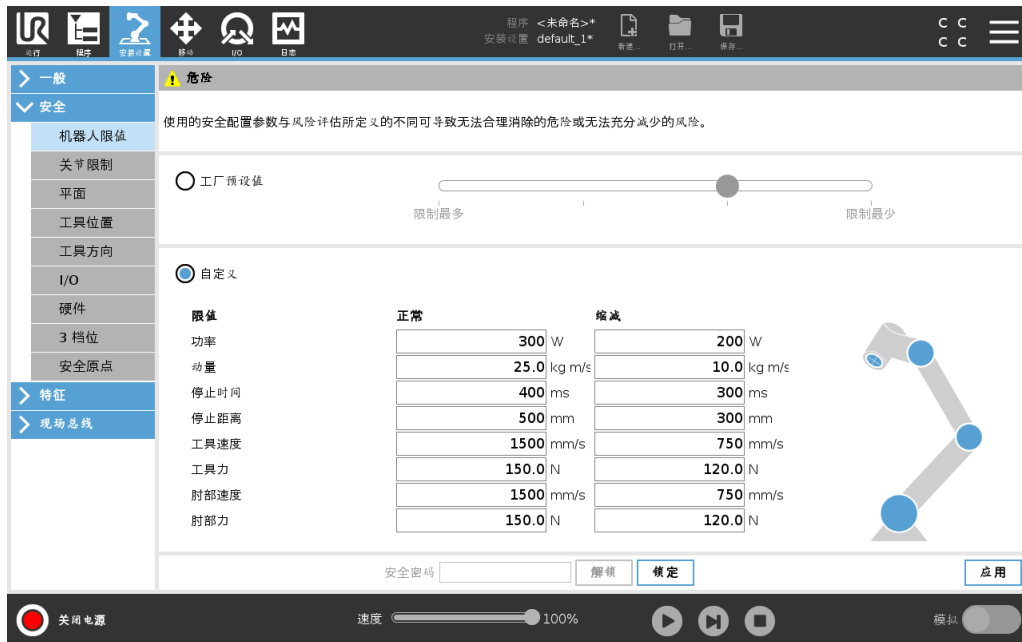 UR
运行
程序
安装设置
移动
I/O
日志
程序 <未命名>*
安装设置 default_1*
新建...
打开...
保存...
C C
C C
一般
安全
机器人限值
关节限制
平面
工具位置
工具方向
I/O
硬件
3 档位
安全原点
特征
现场总线
危险
使用的安全配置参数与风险评估所定义的不同可导致无法合理消除的危险或无法充分减少的风险。
工厂预设值
限制最多
限制最少
自定义
限值 正常 缩减
功率 300 W 200 W
动量 25.0 kg m/s 10.0 kg m/s
停止时间 400 ms 300 ms
停止距离 500 mm 300 mm
工具速度 1500 mm/s 750 mm/s
工具力 150.0 N 120.0 N
肘部速度 1500 mm/s 750 mm/s
肘部力 150.0 N 120.0 N
安全密码 解锁 锁定 应用
关闭电源
速度 100%
模拟